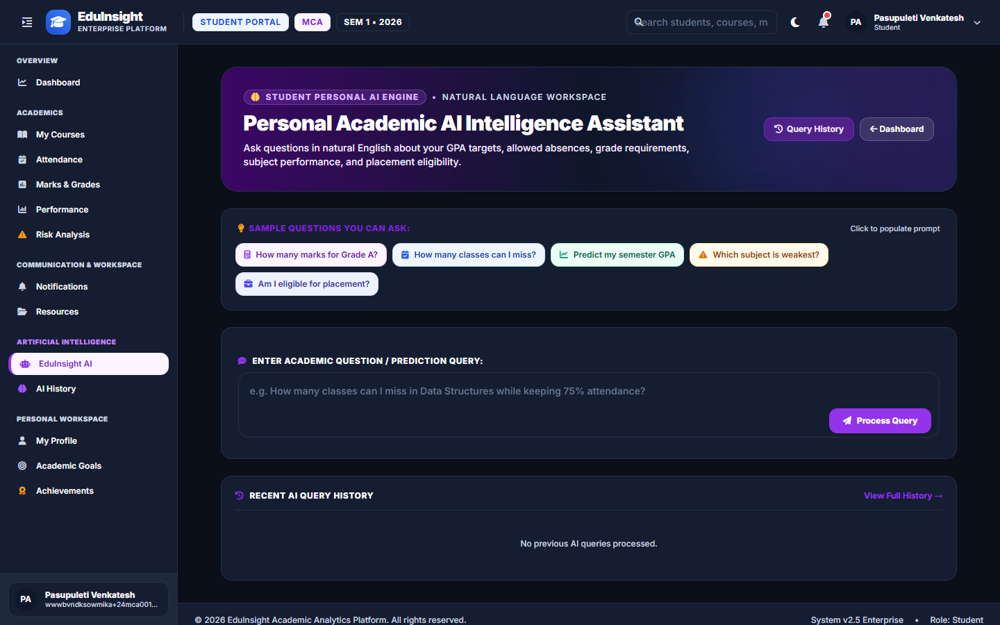 EduInsight
ENTERPRISE PLATFORM
STUDENT PORTAL
MCA
SEM 1 • 2026
Search students, courses, m
PA
Pasupuleti Venkatesh
Student
OVERVIEW
Dashboard
ACADEMICS
My Courses
Attendance
Marks & Grades
Performance
Risk Analysis
COMMUNICATION & WORKSPACE
Notifications
Resources
ARTIFICIAL INTELLIGENCE
EduInsight AI
AI History
PERSONAL WORKSPACE
My Profile
Academic Goals
Achievements
PA
Pasupuleti Venkatesh
wwwbvndksowmika+24mca001...
STUDENT PERSONAL AI ENGINE • NATURAL LANGUAGE WORKSPACE
Personal Academic AI Intelligence Assistant
Ask questions in natural English about your GPA targets, allowed absences, grade requirements,
subject performance, and placement eligibility.
Query History
← Dashboard
SAMPLE QUESTIONS YOU CAN ASK:
Click to populate prompt
How many marks for Grade A?
How many classes can I miss?
Predict my semester GPA
Which subject is weakest?
Am I eligible for placement?
ENTER ACADEMIC QUESTION / PREDICTION QUERY:
e.g. How many classes can I miss in Data Structures while keeping 75% attendance?
Process Query
RECENT AI QUERY HISTORY
View Full History →
No previous AI queries processed.
© 2026 EduInsight Academic Analytics Platform. All rights reserved.
System v2.5 Enterprise • Role: Student